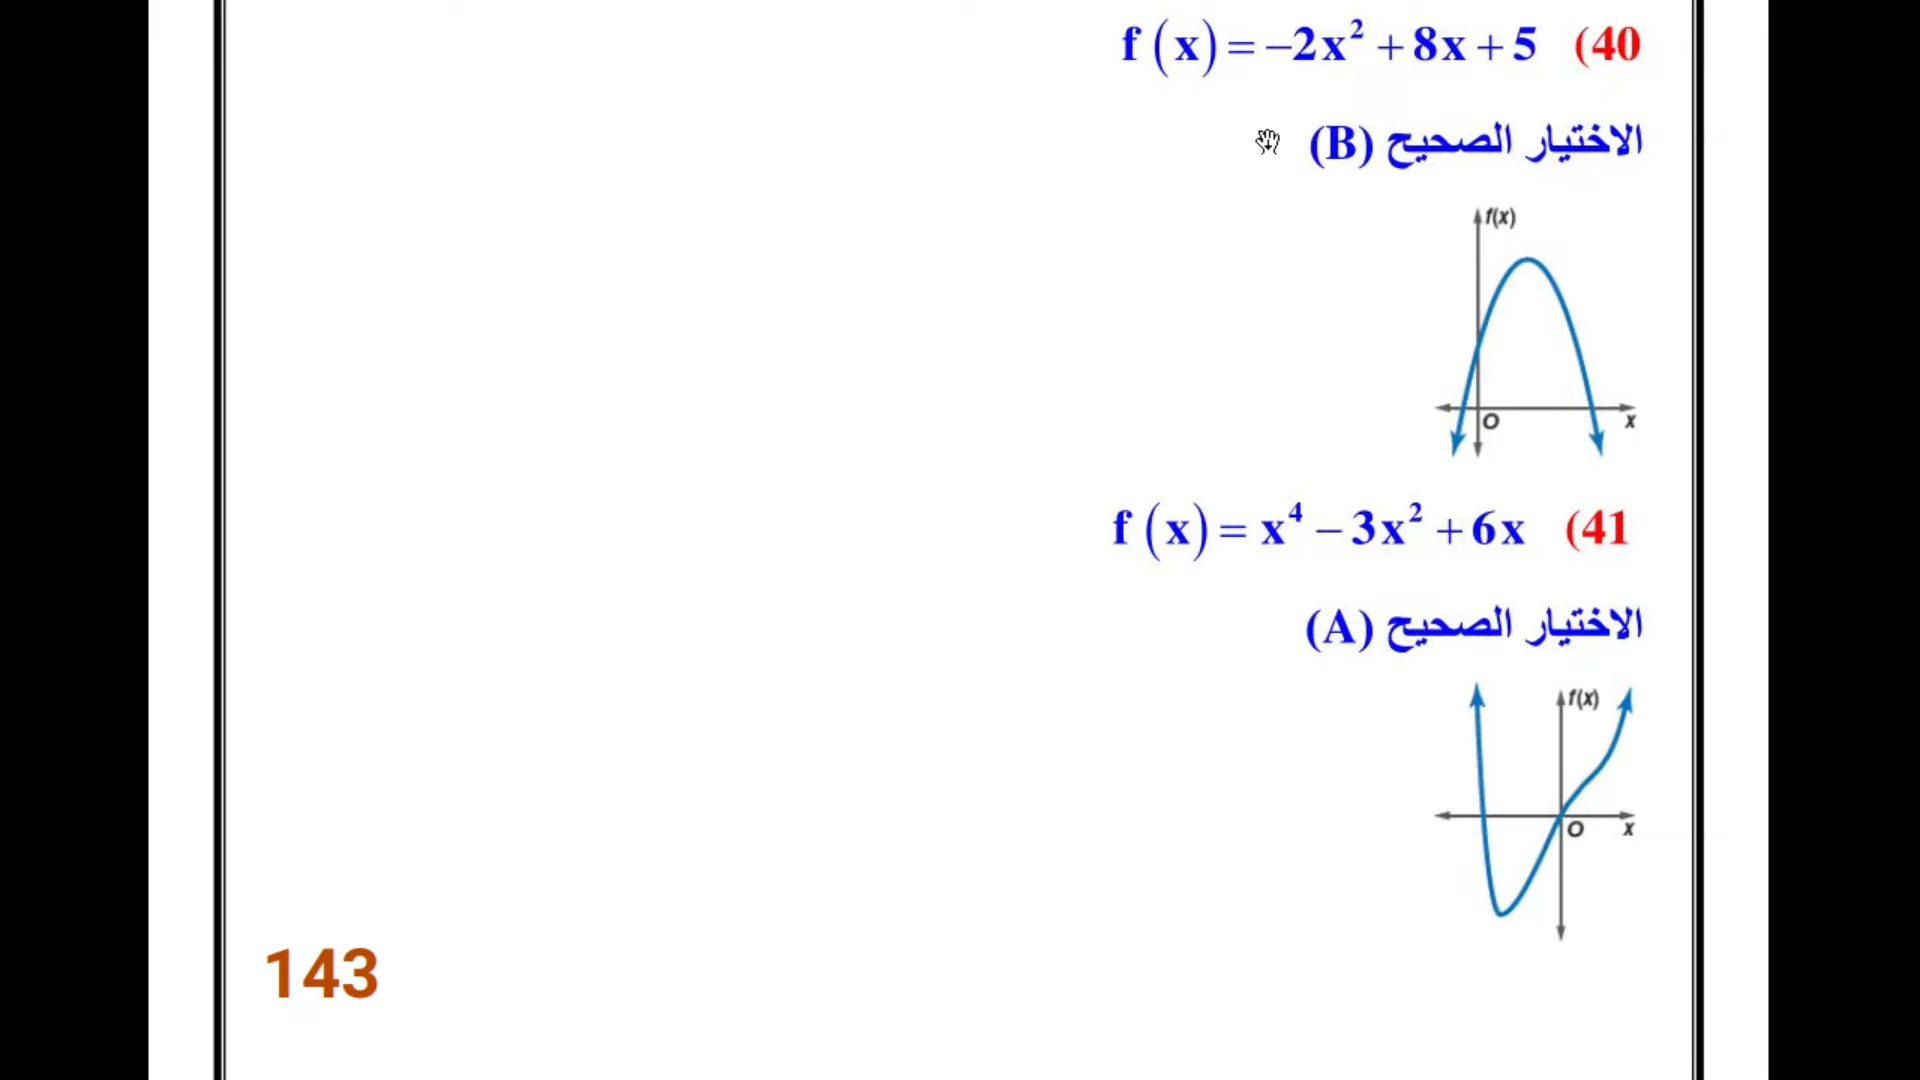 40) f(x) = −2x² + 8x + 5
الاختيار الصحيح (B)
f(x)
O
x
41) f(x) = x⁴ − 3x² + 6x
الاختيار الصحيح (A)
f(x)
O
x
143